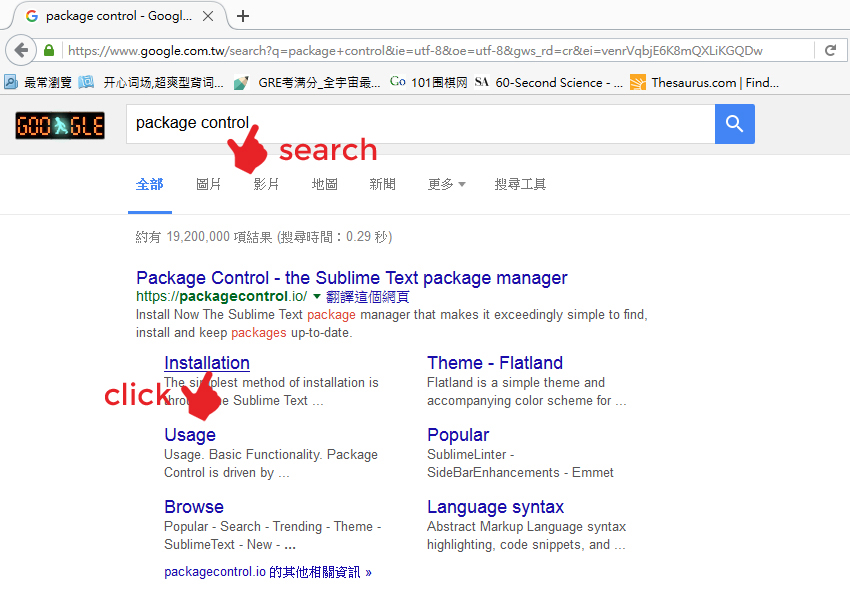 package control - Googl...
https://www.google.com.tw/search?q=package+control&ie=utf-8&oe=utf-8&gws_rd=cr&ei=venrVqbjE6K8mQXLiKGQDw
最常瀏覽 开心词场,超爽型背词... GRE考满分_全宇宙最... Go 101围棋网 SA 60-Second Science - ... Thesaurus.com | Find...
GOOGLE package control
search
全部 圖片 影片 地圖 新聞 更多 搜尋工具
約有 19,200,000 項結果 (搜尋時間：0.29 秒)
Package Control - the Sublime Text package manager
https://packagecontrol.io/ 翻譯這個網頁
Install Now The Sublime Text package manager that makes it exceedingly simple to find,
install and keep packages up-to-date.
Installation
The simplest method of installation is
through the Sublime Text ...
click
Theme - Flatland
Flatland is a simple theme and
accompanying color scheme for ...
Usage
Usage. Basic Functionality. Package
Control is driven by ...
Popular
SublimeLinter -
SideBarEnhancements - Emmet
Browse
Popular - Search - Trending - Theme -
SublimeText - New - ...
Language syntax
Abstract Markup Language syntax
highlighting, code snippets, and ...
packagecontrol.io 的其他相關資訊 »